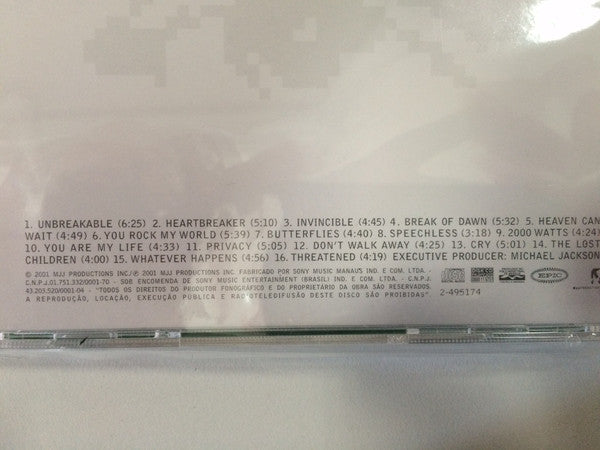 1. UNBREAKABLE (6:25) 2. HEARTBREAKER (5:10) 3. INVINCIBLE (4:45) 4. BREAK OF DAWN (5:32) 5. HEAVEN CAN
WAIT (4:49) 6. YOU ROCK MY WORLD (5:39) 7. BUTTERFLIES (4:40) 8. SPEECHLESS (3:18) 9. 2000 WATTS (4:24)
10. YOU ARE MY LIFE (4:33) 11. PRIVACY (5:05) 12. DON'T WALK AWAY (4:25) 13. CRY (5:01) 14. THE LOST
CHILDREN (4:00) 15. WHATEVER HAPPENS (4:56) 16. THREATENED (4:19) EXECUTIVE PRODUCER: MICHAEL JACKSON
© 2001 MJJ PRODUCTIONS INC./℗ 2001 MJJ PRODUCTIONS INC. FABRICADO POR SONY MUSIC MANAUS IND. E COM. LTDA. -
C.N.P.J. 01.751.332/0001-70 - SOB ENCOMENDA DE SONY MUSIC ENTERTAINMENT (BRASIL) IND. E COM. LTDA. - C.N.P.J.
43.203.520/0001-04 - "TODOS OS DIREITOS DO PRODUTOR FONOGRÁFICO E DO PROPRIETÁRIO DA OBRA SÃO RESERVADOS.
A REPRODUÇÃO, LOCAÇÃO, EXECUÇÃO PÚBLICA E RADIOTELEDIFUSÃO DESTE DISCO SÃO PROIBIDAS".
EPIC
2-495174